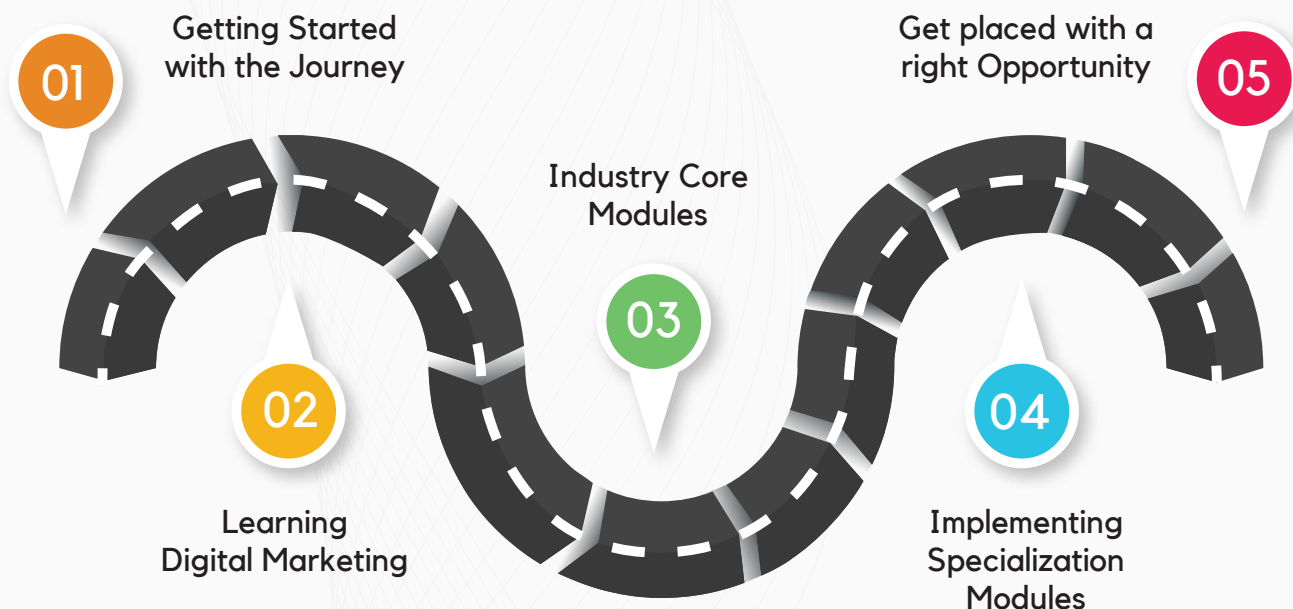 01
Getting Started
with the Journey
02
Learning
Digital Marketing
Industry Core
Modules
03
04
Implementing
Specialization
Modules
Get placed with a
right Opportunity
05